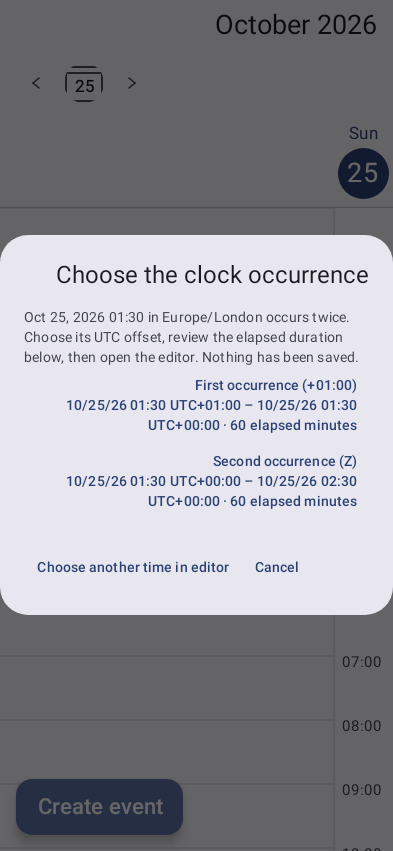 October 2026
25
Sun
25
Choose the clock occurrence
Oct 25, 2026 01:30 in Europe/London occurs twice.
Choose its UTC offset, review the elapsed duration
below, then open the editor. Nothing has been saved.
First occurrence (+01:00)
10/25/26 01:30 UTC+01:00 – 10/25/26 01:30
UTC+00:00 · 60 elapsed minutes
Second occurrence (Z)
10/25/26 01:30 UTC+00:00 – 10/25/26 02:30
UTC+00:00 · 60 elapsed minutes
Choose another time in editor
Cancel
07:00
08:00
09:00
Create event